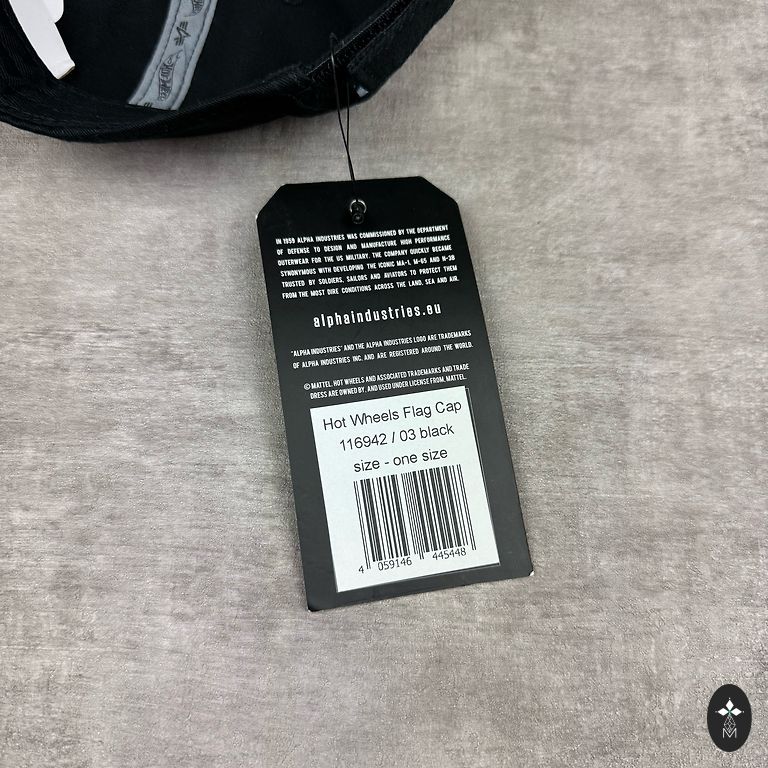 IN 1959 ALPHA INDUSTRIES WAS COMMISSIONED BY THE DEPARTMENT
OF DEFENSE TO DESIGN AND MANUFACTURE HIGH PERFORMANCE
OUTERWEAR FOR THE US MILITARY. THE COMPANY QUICKLY BECAME
SYNONYMOUS WITH DEVELOPING THE ICONIC MA-1, M-65 AND N-3B
TRUSTED BY SOLDIERS, SAILORS AND AVIATORS TO PROTECT THEM
FROM THE MOST DIRE CONDITIONS ACROSS THE LAND, SEA AND AIR.
alphaindustries.eu
"ALPHA INDUSTRIES" AND THE ALPHA INDUSTRIES LOGO ARE TRADEMARKS
OF ALPHA INDUSTRIES INC. AND ARE REGISTERED AROUND THE WORLD.
© MATTEL. HOT WHEELS AND ASSOCIATED TRADEMARKS AND TRADE
DRESS ARE OWNED BY, AND USED UNDER LICENSE FROM, MATTEL.
Hot Wheels Flag Cap
116942 / 03 black
size - one size
4 059146 445448
M